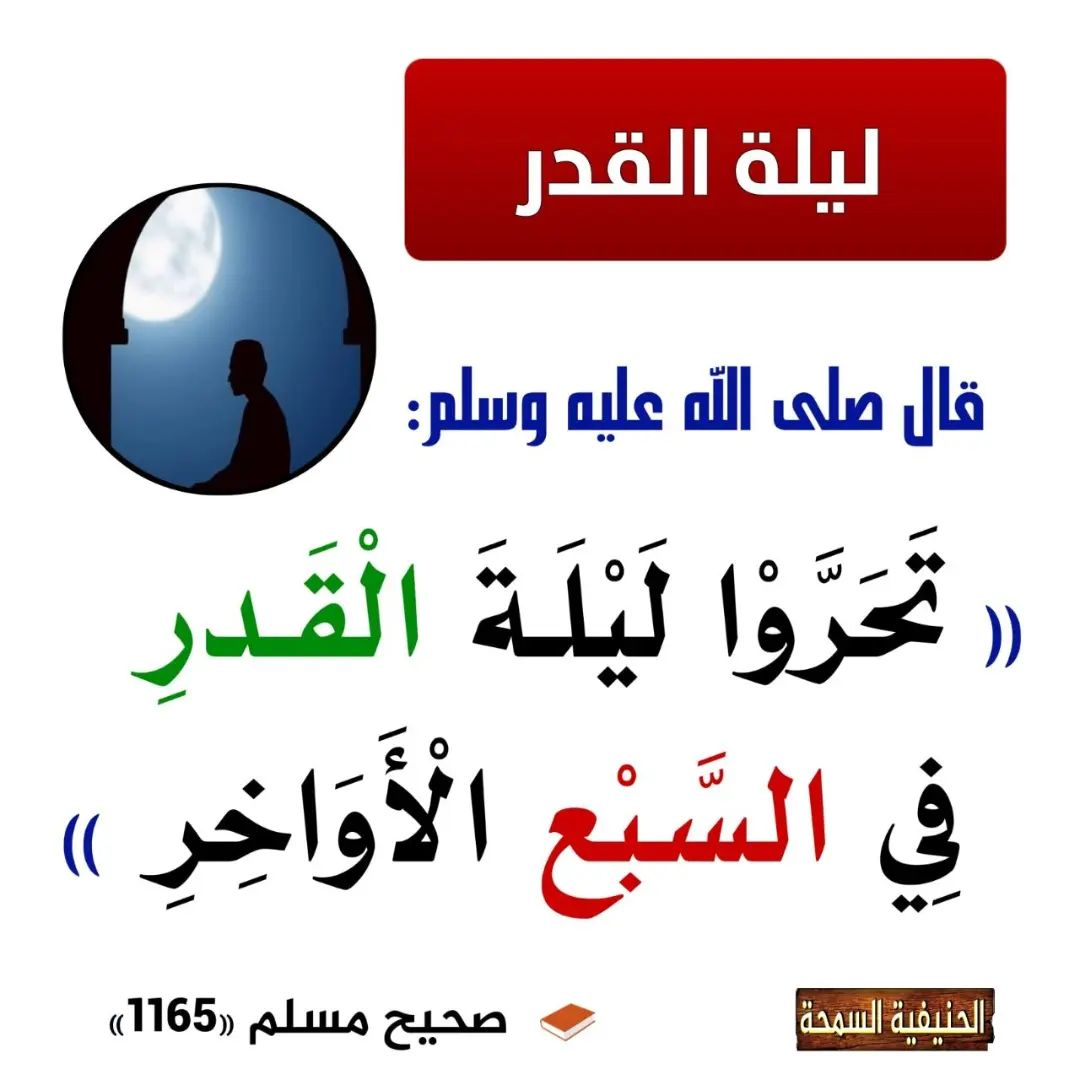 ليلة القدر
قال صلى الله عليه وسلم:
(( تَحَرَّوْا لَيْلَةَ الْقَدرِ
فِي السَّبْعِ الْأَوَاخِرِ ))
صحيح مسلم ((1165))
الحنيفية السمحة